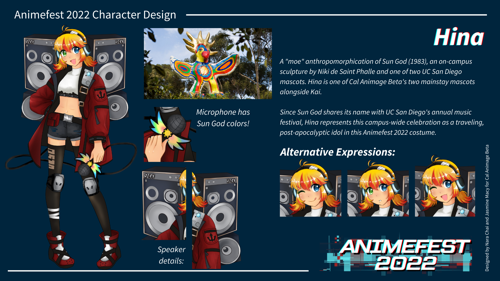 Animefest 2022 Character Design
Hina
A "moe" anthropomorphication of Sun God (1983), an on-campus
sculpture by Niki de Saint Phalle and one of two UC San Diego
mascots. Hina is one of Cal Animage Beta's two mainstay mascots
alongside Kai.
Since Sun God shares its name with UC San Diego's annual music
festival, Hina represents this campus-wide celebration as a traveling,
post-apocalyptic idol in this Animefest 2022 costume.
Microphone has
Sun God colors!
Alternative Expressions:
Speaker
details:
ANIMEFEST
2022
Designed by Nami Choi and Jasmine Macy for Cal Animage Beta